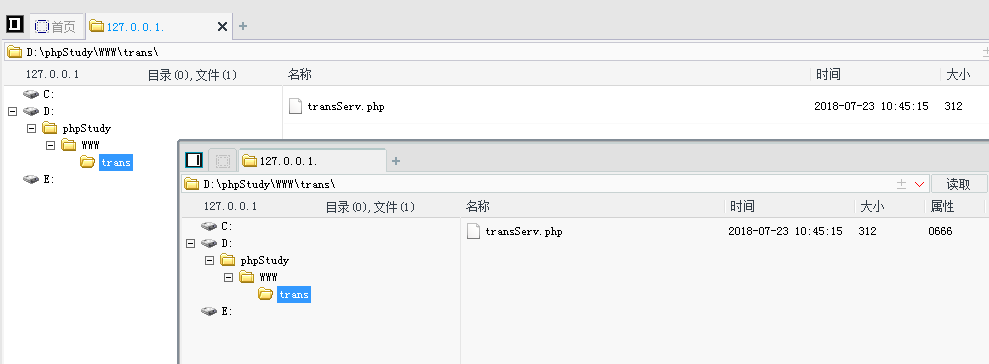 首页 127.0.0.1.
D:\phpStudy\WWW\trans\
127.0.0.1 目录(0),文件(1) 名称 时间 大小
C:
transServ.php 2018-07-23 10:45:15 312
D:
phpStudy
WWW
trans
E:
127.0.0.1.
D:\phpStudy\WWW\trans\ 读取
127.0.0.1 目录(0),文件(1) 名称 时间 大小 属性
C:
transServ.php 2018-07-23 10:45:15 312 0666
D:
phpStudy
WWW
trans
E: